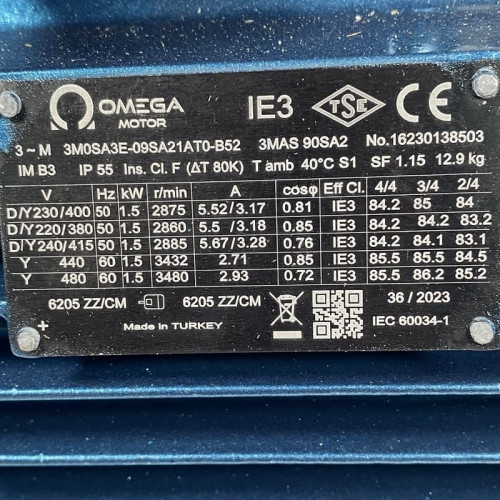 OMEGA MOTOR IE3 TSE CE
3 ~ M 3M0SA3E-09SA21AT0-B52 3MAS 90SA2 No.16230138503
IM B3 IP 55 Ins. Cl. F (ΔT 80K) T amb 40°C S1 SF 1.15 12.9 kg
V Hz kW r/min A cosφ Eff Cl. 4/4 3/4 2/4
D/Y 230/400 50 1.5 2875 5.52/3.17 0.81 IE3 84.2 85 84
D/Y 220/380 50 1.5 2860 5.5 /3.18 0.85 IE3 84.2 84.2 83.2
D/Y 240/415 50 1.5 2885 5.67/3.28 0.76 IE3 84.2 84.1 83.1
Y 440 60 1.5 3432 2.71 0.85 IE3 85.5 85.5 84.5
Y 480 60 1.5 3480 2.93 0.72 IE3 85.5 86.2 85.2
6205 ZZ/CM 6205 ZZ/CM 36 / 2023
Made in TURKEY IEC 60034-1